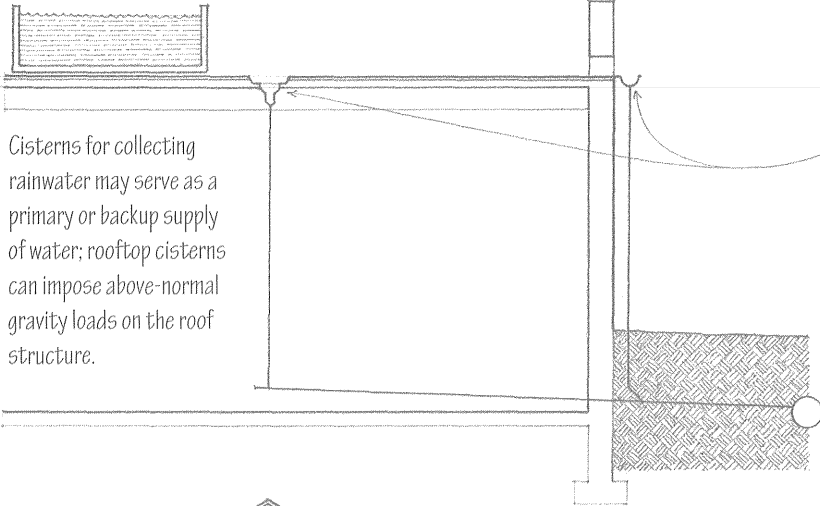 Cisterns for collecting
rainwater may serve as a
primary or backup supply
of water; rooftop cisterns
can impose above-normal
gravity loads on the roof
structure.